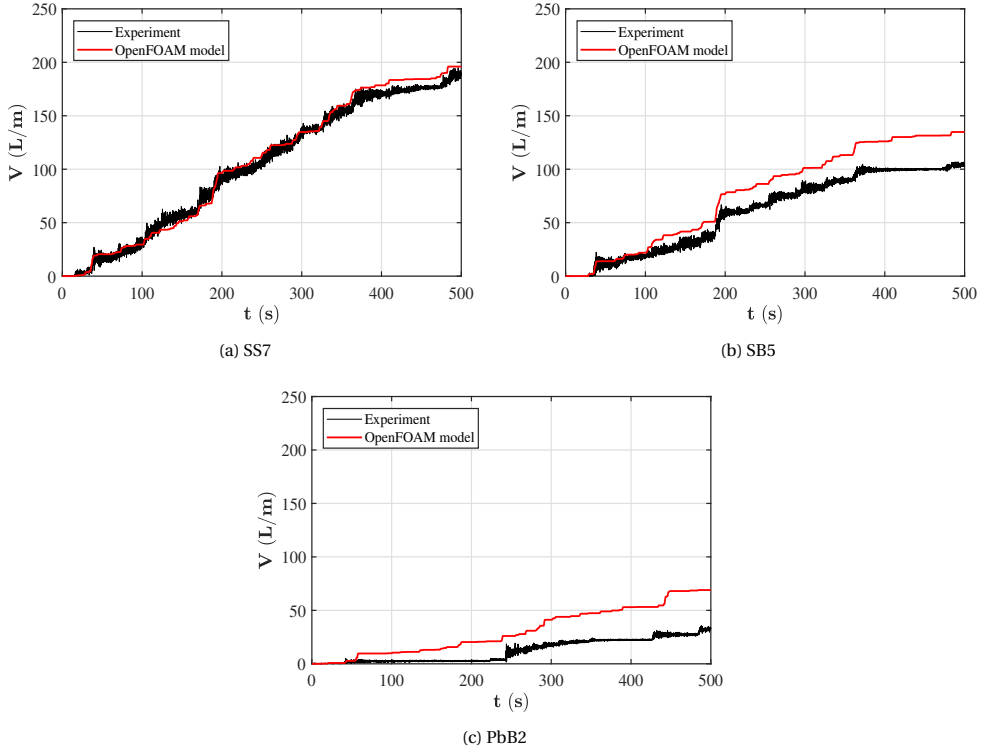 250
200
150
100
50
0
V (L/m)
Experiment
OpenFOAM model
0 100 200 300 400 500
t (s)
(a) SS7
250
200
150
100
50
0
V (L/m)
Experiment
OpenFOAM model
0 100 200 300 400 500
t (s)
(b) SB5
250
200
150
100
50
0
V (L/m)
Experiment
OpenFOAM model
0 100 200 300 400 500
t (s)
(c) PbB2